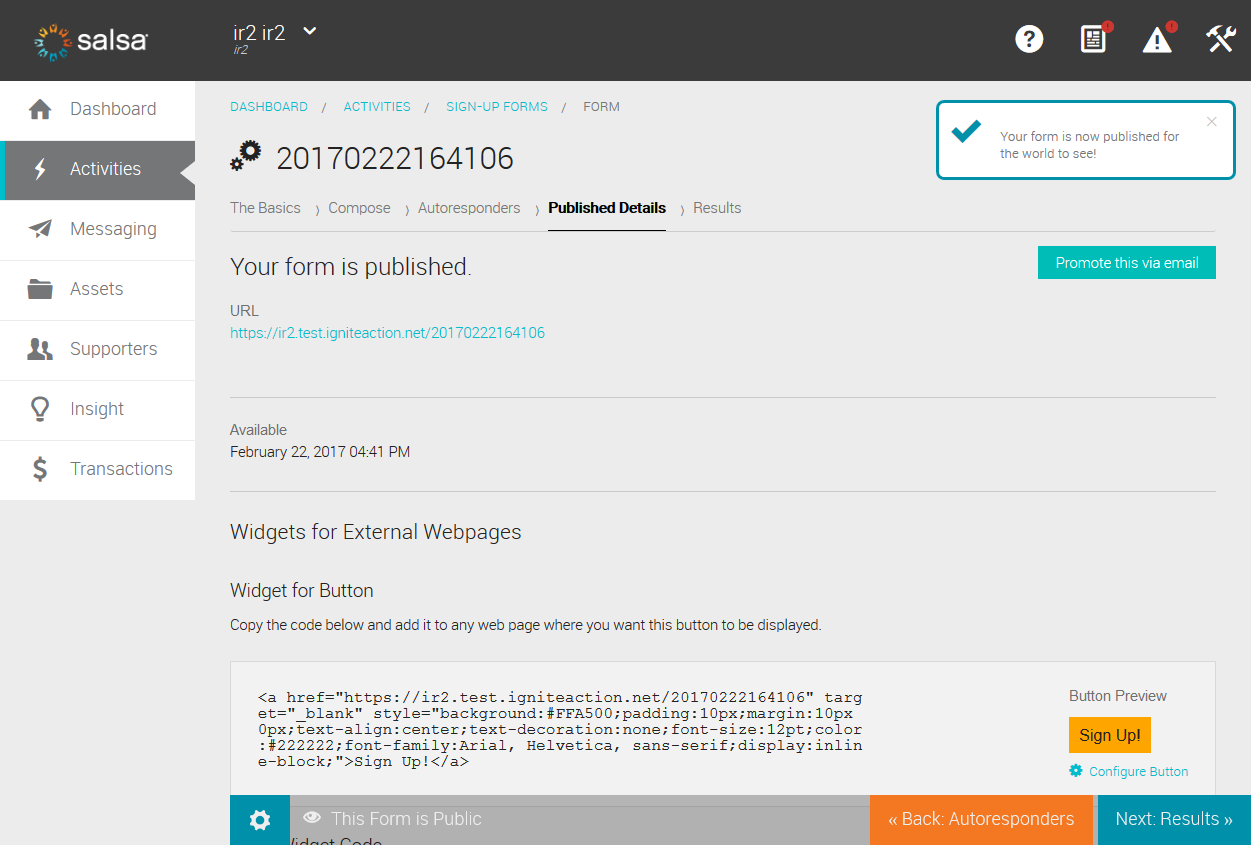 salsa
ir2 ir2
ir2
Dashboard
Activities
Messaging
Assets
Supporters
Insight
Transactions
DASHBOARD / ACTIVITIES / SIGN-UP FORMS / FORM
Your form is now published for
the world to see!
20170222164106
The Basics Compose Autoresponders Published Details Results
Your form is published.
Promote this via email
URL
https://ir2.test.igniteaction.net/20170222164106
Available
February 22, 2017 04:41 PM
Widgets for External Webpages
Widget for Button
Copy the code below and add it to any web page where you want this button to be displayed.
<a href="https://ir2.test.igniteaction.net/20170222164106" targ
et="_blank" style="background:#FFA500;padding:10px;margin:10px
0px;text-align:center;text-decoration:none;font-size:12pt;color
:#222222;font-family:Arial, Helvetica, sans-serif;display:inlin
e-block;">Sign Up!</a>
Button Preview
Sign Up!
Configure Button
This Form is Public
« Back: Autoresponders
Next: Results »
Code